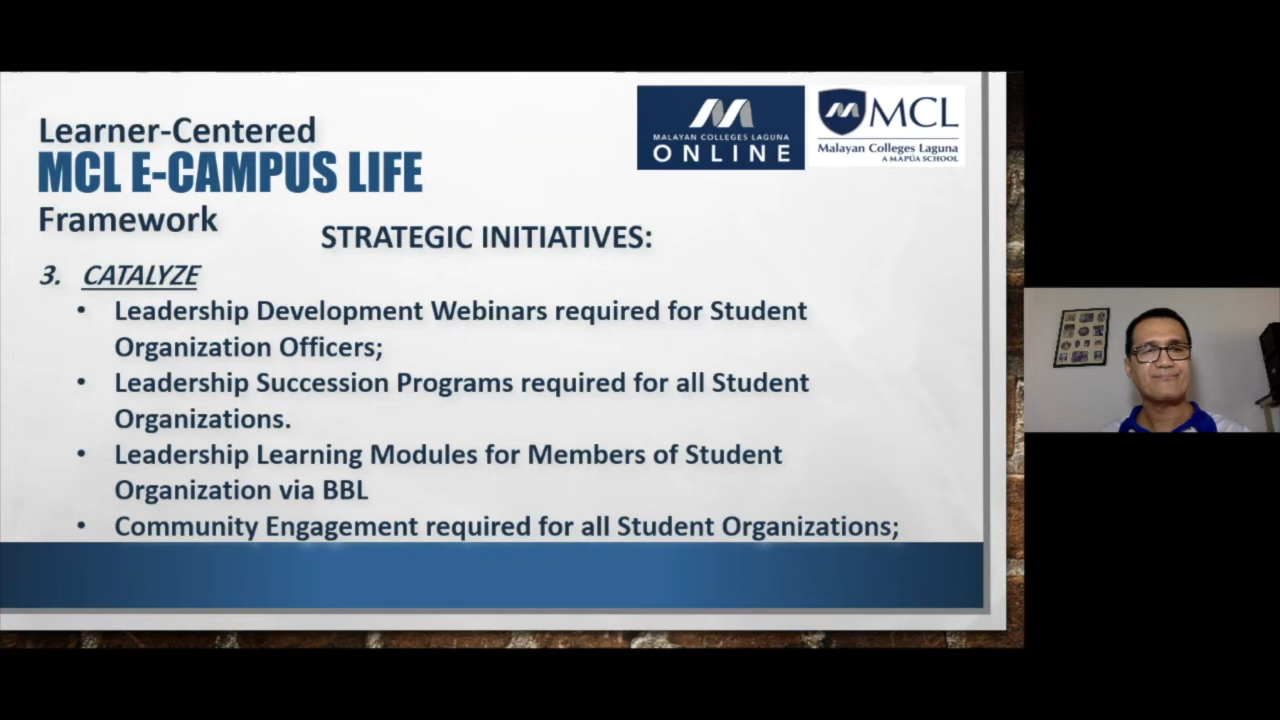 Learner-Centered
MCL E-CAMPUS LIFE
Framework
MALAYAN COLLEGES LAGUNA
ONLINE
MCL
Malayan Colleges Laguna
A MAPÚA SCHOOL
STRATEGIC INITIATIVES:
3. CATALYZE
• Leadership Development Webinars required for Student
Organization Officers;
• Leadership Succession Programs required for all Student
Organizations.
• Leadership Learning Modules for Members of Student
Organization via BBL
• Community Engagement required for all Student Organizations;